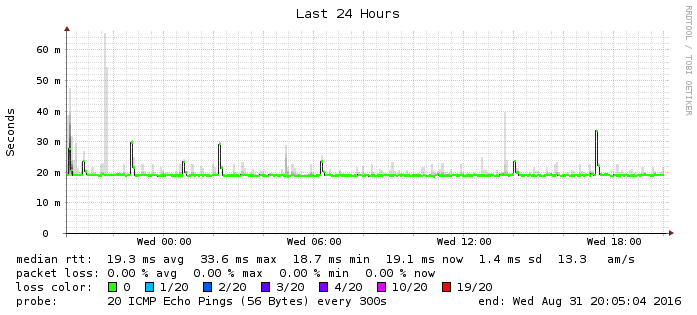 Last 24 Hours
RRDTOOL / TOBI OETIKER
Seconds
60 m
50 m
40 m
30 m
20 m
10 m
0
Wed 00:00 Wed 06:00 Wed 12:00 Wed 18:00
median rtt: 19.3 ms avg 33.6 ms max 18.7 ms min 19.1 ms now 1.4 ms sd 13.3 am/s
packet loss: 0.00 % avg 0.00 % max 0.00 % min 0.00 % now
loss color: 0 1/20 2/20 3/20 4/20 10/20 19/20
probe: 20 ICMP Echo Pings (56 Bytes) every 300s end: Wed Aug 31 20:05:04 2016